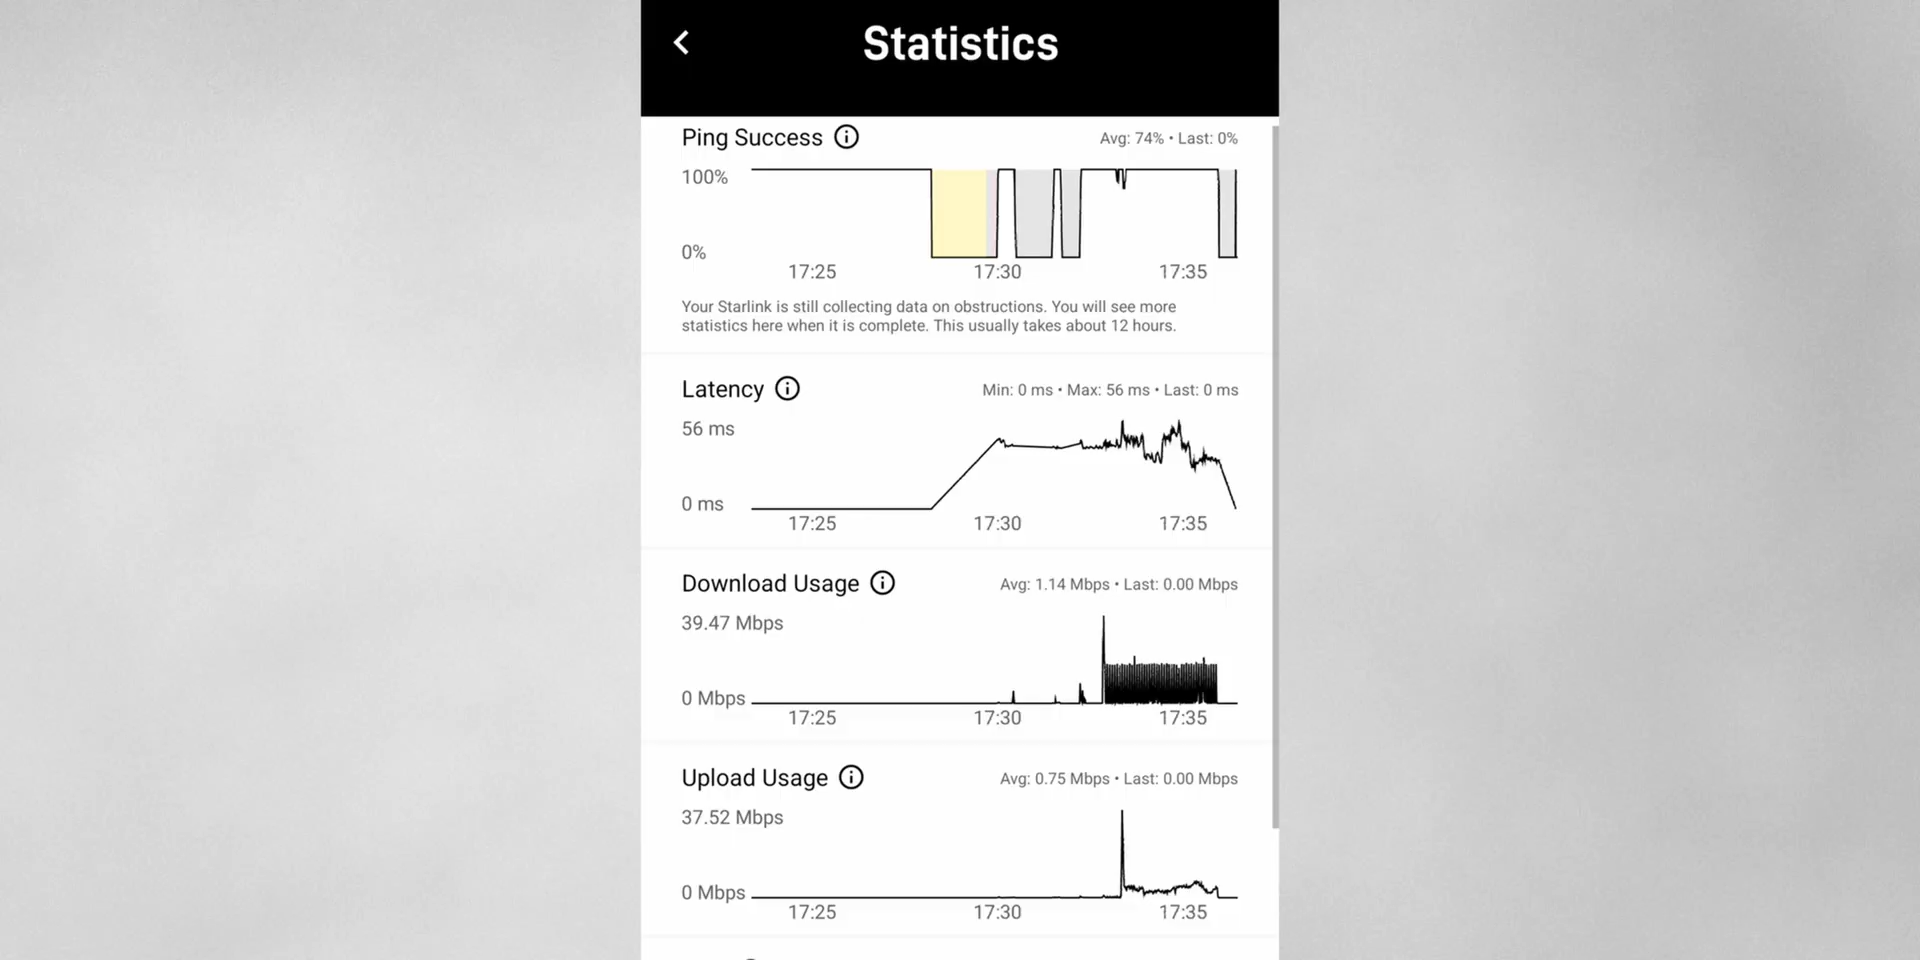 Statistics
Ping Success
Avg: 74% • Last: 0%
100%
0%
17:25 17:30 17:35
Your Starlink is still collecting data on obstructions. You will see more
statistics here when it is complete. This usually takes about 12 hours.
Latency
Min: 0 ms • Max: 56 ms • Last: 0 ms
56 ms
0 ms
17:25 17:30 17:35
Download Usage
Avg: 1.14 Mbps • Last: 0.00 Mbps
39.47 Mbps
0 Mbps
17:25 17:30 17:35
Upload Usage
Avg: 0.75 Mbps • Last: 0.00 Mbps
37.52 Mbps
0 Mbps
17:25 17:30 17:35